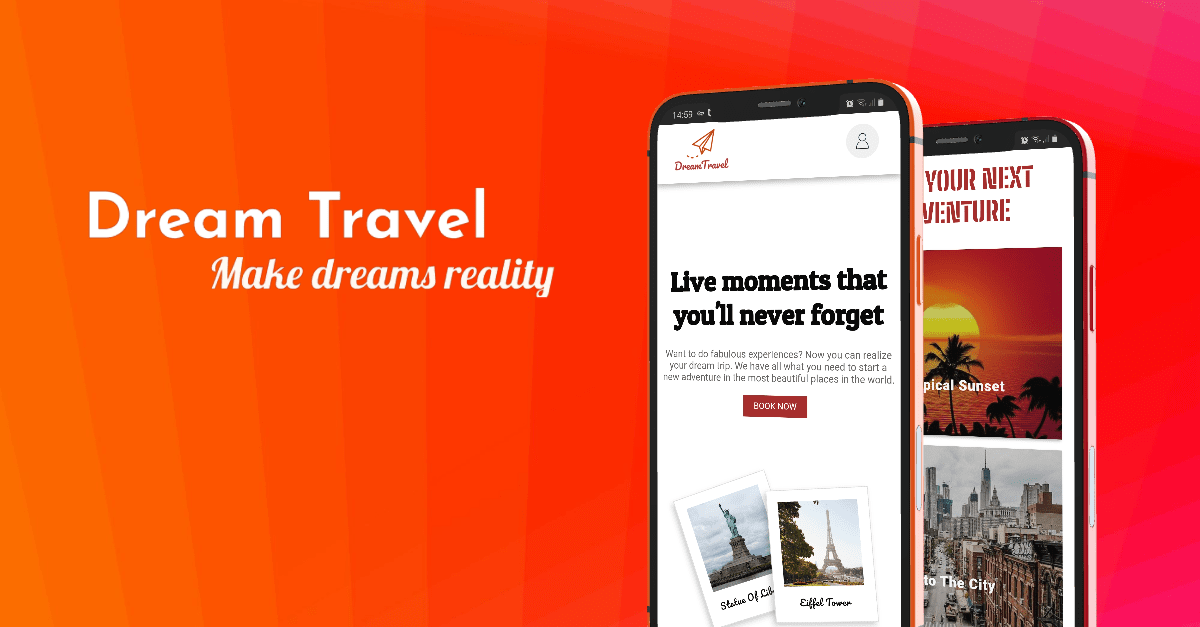 Dream Travel
Make dreams reality
14:59
DreamTravel
Live moments that
you'll never forget
Want to do fabulous experiences? Now you can realize
your dream trip. We have all what you need to start a
new adventure in the most beautiful places in the world.
BOOK NOW
Statue Of Lib
Eiffel Tower
YOUR NEXT
VENTURE
pical Sunset
to The City